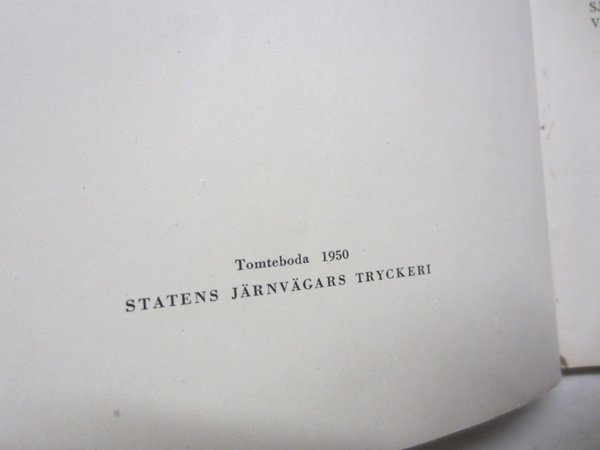 Tomteboda 1950
STATENS JÄRNVÄGARS TRYCKERI